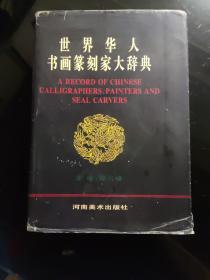 世界华人
书画篆刻家大辞典
A RECORD OF CHINESE
CALLIGRAPHERS, PAINTERS AND
SEAL CARVERS
河南美术出版社